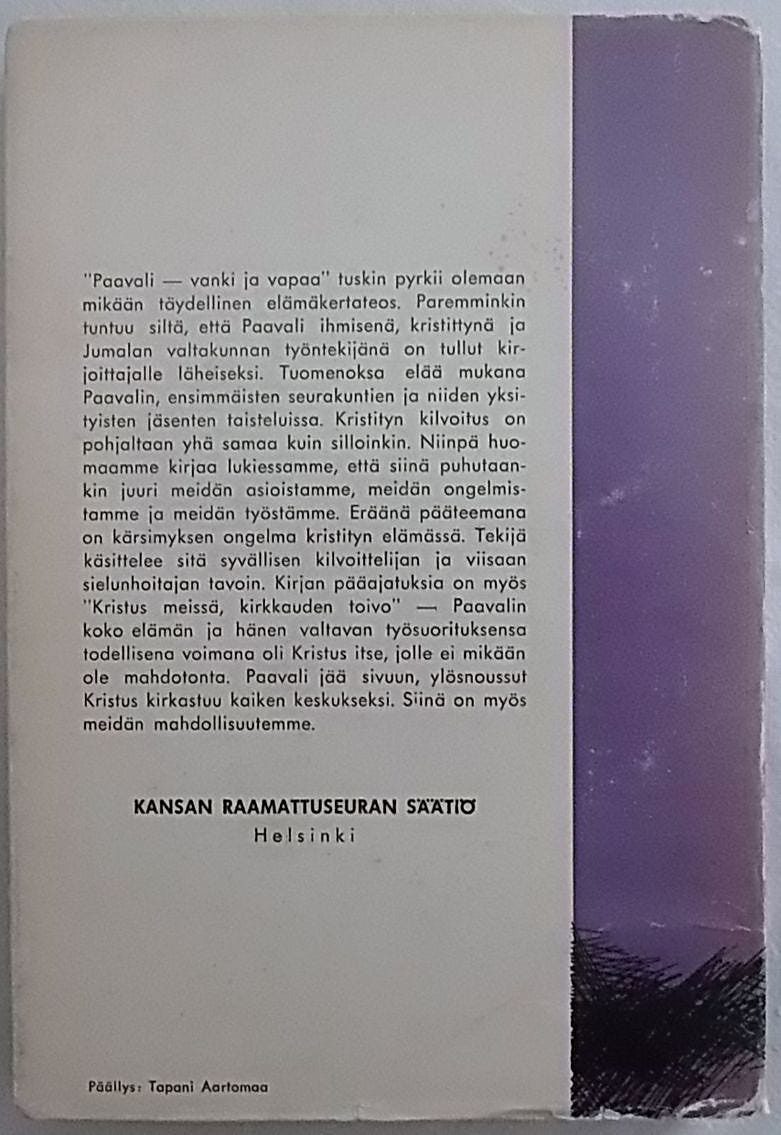 "Paavali — vanki ja vapaa" tuskin pyrkii olemaan
mikään täydellinen elämäkertateos. Paremminkin
tuntuu siltä, että Paavali ihmisenä, kristittynä ja
Jumalan valtakunnan työntekijänä on tullut kir-
joittajalle läheiseksi. Tuomenoksa elää mukana
Paavalin, ensimmäisten seurakuntien ja niiden yksi-
tyisten jäsenten taisteluissa. Kristityn kilvoitus on
pohjaltaan yhä samaa kuin silloinkin. Niinpä huo-
maamme kirjaa lukiessamme, että siinä puhutaan-
kin juuri meidän asioistamme, meidän ongelmis-
tamme ja meidän työstämme. Eräänä pääteemana
on kärsimyksen ongelma kristityn elämässä. Tekijä
käsittelee sitä syvällisen kilvoittelijan ja viisaan
sielunhoitajan tavoin. Kirjan pääajatuksia on myös
"Kristus meissä, kirkkauden toivo" — Paavalin
koko elämän ja hänen valtavan työsuorituksensa
todellisena voimana oli Kristus itse, jolle ei mikään
ole mahdotonta. Paavali jää sivuun, ylösnoussut
Kristus kirkastuu kaiken keskukseksi. Siinä on myös
meidän mahdollisuutemme.
KANSAN RAAMATTUSEURAN SÄÄTIÖ
Helsinki
Päällys: Tapani Aartomaa